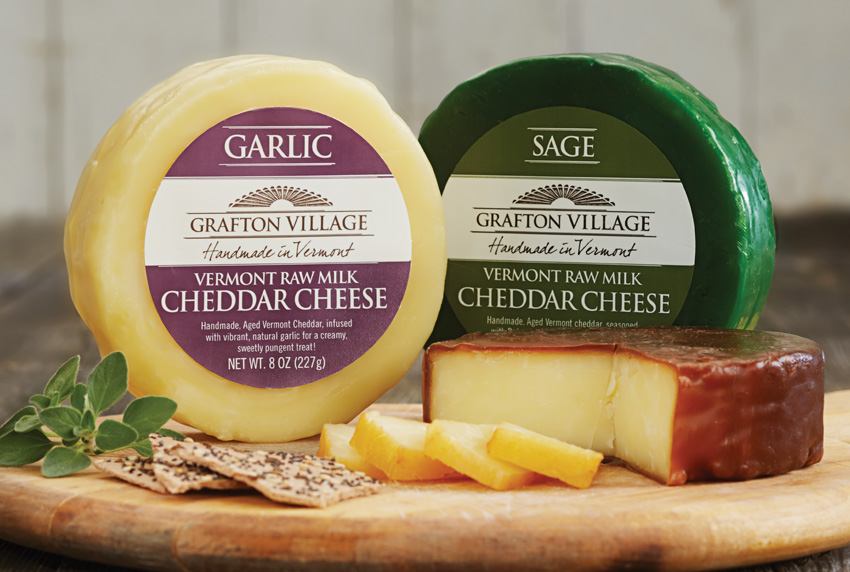 GARLIC
GRAFTON VILLAGE
Handmade in Vermont
VERMONT RAW MILK
CHEDDAR CHEESE
Handmade, Aged Vermont Cheddar, infused
with vibrant, natural garlic for a creamy,
sweetly pungent treat!
NET WT. 8 OZ (227g)
SAGE
GRAFTON VILLAGE
Handmade in Vermont
VERMONT RAW MILK
CHEDDAR CHEESE
Handmade, Aged Vermont cheddar, seasoned